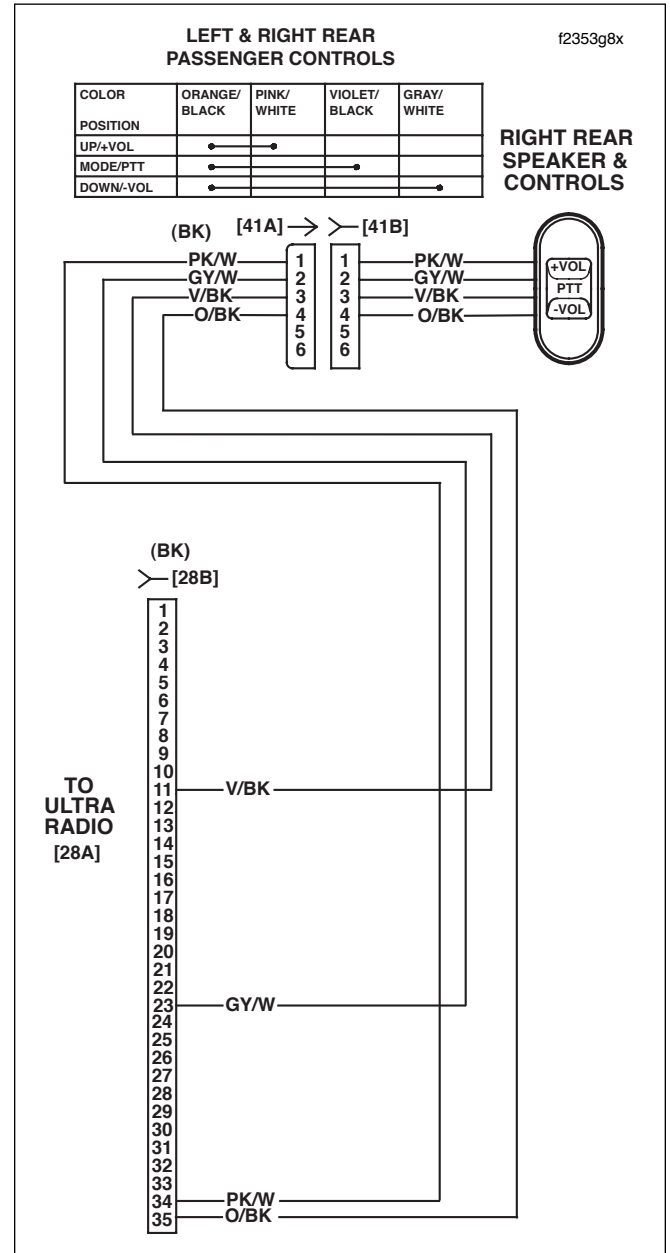 LEFT & RIGHT REAR
PASSENGER CONTROLS
f2353g8x
COLOR ORANGE/ PINK/ VIOLET/ GRAY/
BLACK WHITE BLACK WHITE
POSITION
UP/+VOL
MODE/PTT
DOWN/-VOL
RIGHT REAR
SPEAKER &
CONTROLS
(BK) [41A] [41B]
PK/W 1 1 PK/W +VOL
GY/W 2 2 GY/W PTT
V/BK 3 3 V/BK -VOL
O/BK 4 4 O/BK
5 5
6 6
(BK)
[28B]
1
2
3
4
5
6
7
8
9
10
11 V/BK
12
13
14
15
16
17
18
19
20
21
22
23 GY/W
24
25
26
27
28
29
30
31
32
33
34 PK/W
35 O/BK
TO
ULTRA
RADIO
[28A]